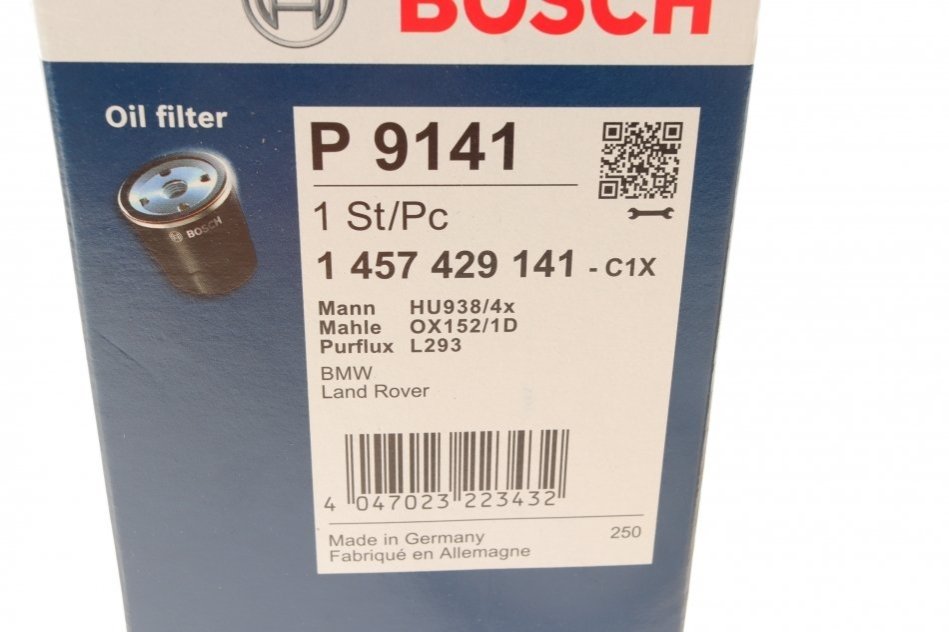 BOSCH
Oil filter
BOSCH
P 9141
1 St/Pc
1 457 429 141 - C1X
Mann HU938/4x
Mahle OX152/1D
Purflux L293
BMW
Land Rover
4 047023 223432
Made in Germany 250
Fabriqué en Allemagne